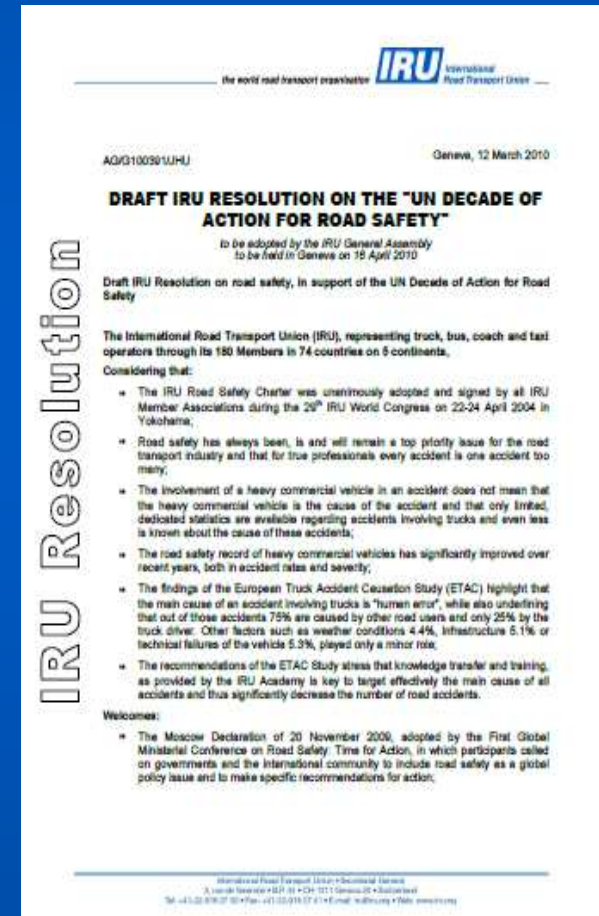 the world road transport organisation
IRU
International
Road Transport Union
AG/G100391/JHU
Geneva, 12 March 2010
DRAFT IRU RESOLUTION ON THE "UN DECADE OF
ACTION FOR ROAD SAFETY"
to be adopted by the IRU General Assembly
to be held in Geneva on 16 April 2010
Draft IRU Resolution on road safety, in support of the UN Decade of Action for Road
Safety
The International Road Transport Union (IRU), representing truck, bus, coach and taxi
operators through its 180 Members in 74 countries on 5 continents,
Considering that:
The IRU Road Safety Charter was unanimously adopted and signed by all IRU
Member Associations during the 29th IRU World Congress on 22-24 April 2004 in
Yokohama;
Road safety has always been, is and will remain a top priority issue for the road
transport industry and that for true professionals every accident is one accident too
many;
The involvement of a heavy commercial vehicle in an accident does not mean that
the heavy commercial vehicle is the cause of the accident and that only limited,
dedicated statistics are available regarding accidents involving trucks and even less
is known about the cause of these accidents;
The road safety record of heavy commercial vehicles has significantly improved over
recent years, both in accident rates and severity;
The findings of the European Truck Accident Causation Study (ETAC) highlight that
the main cause of an accident involving trucks is "human error", while also underlining
that out of those accidents 75% are caused by other road users and only 25% by the
truck driver. Other factors such as weather conditions 4.4%, infrastructure 5.1% or
technical failures of the vehicle 5.3%, played only a minor role;
The recommendations of the ETAC Study stress that knowledge transfer and training,
as provided by the IRU Academy is key to target effectively the main cause of all
accidents and thus significantly decrease the number of road accidents.
Welcomes:
The Moscow Declaration of 20 November 2009, adopted by the First Global
Ministerial Conference on Road Safety: Time for Action, in which participants called
on governments and the international community to include road safety as a global
policy issue and to make specific recommendations for action;
International Road Transport Union • Secretariat General
IRU Resolution